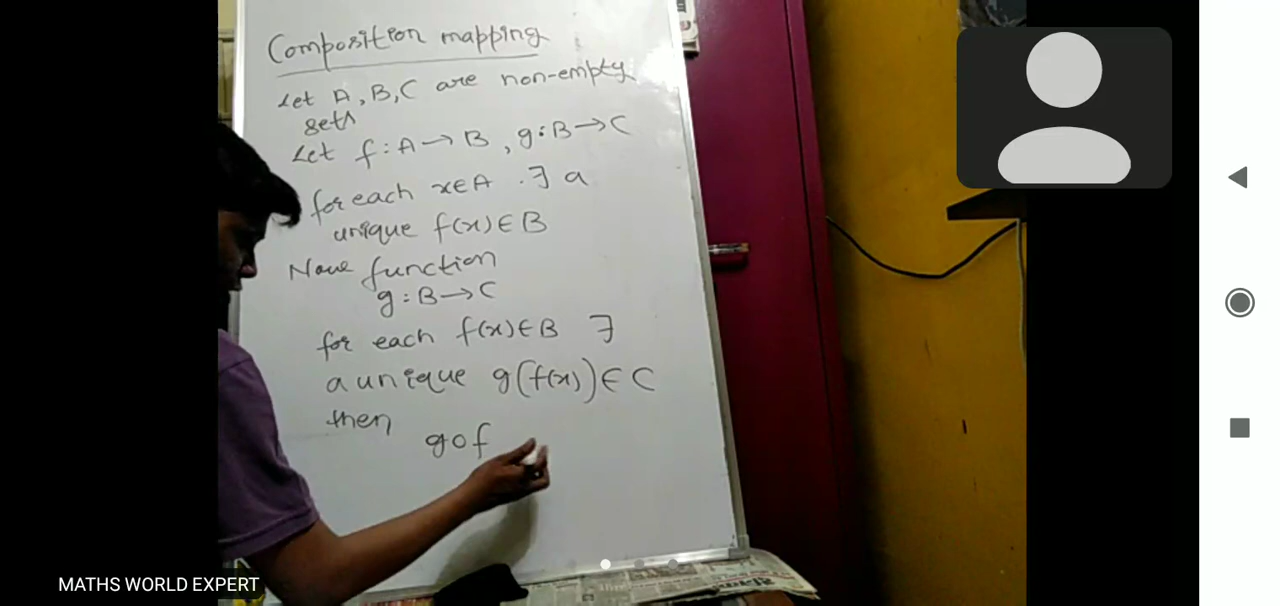 Composition mapping
Let A, B, C are non-empty
sets
Let f : A → B , g : B → C
for each x ∈ A . ∃ a
unique f(x) ∈ B
Nowe function
g : B → C
for each f(x) ∈ B ∃
a unique g(f(x)) ∈ C
then
gof
MATHS WORLD EXPERT